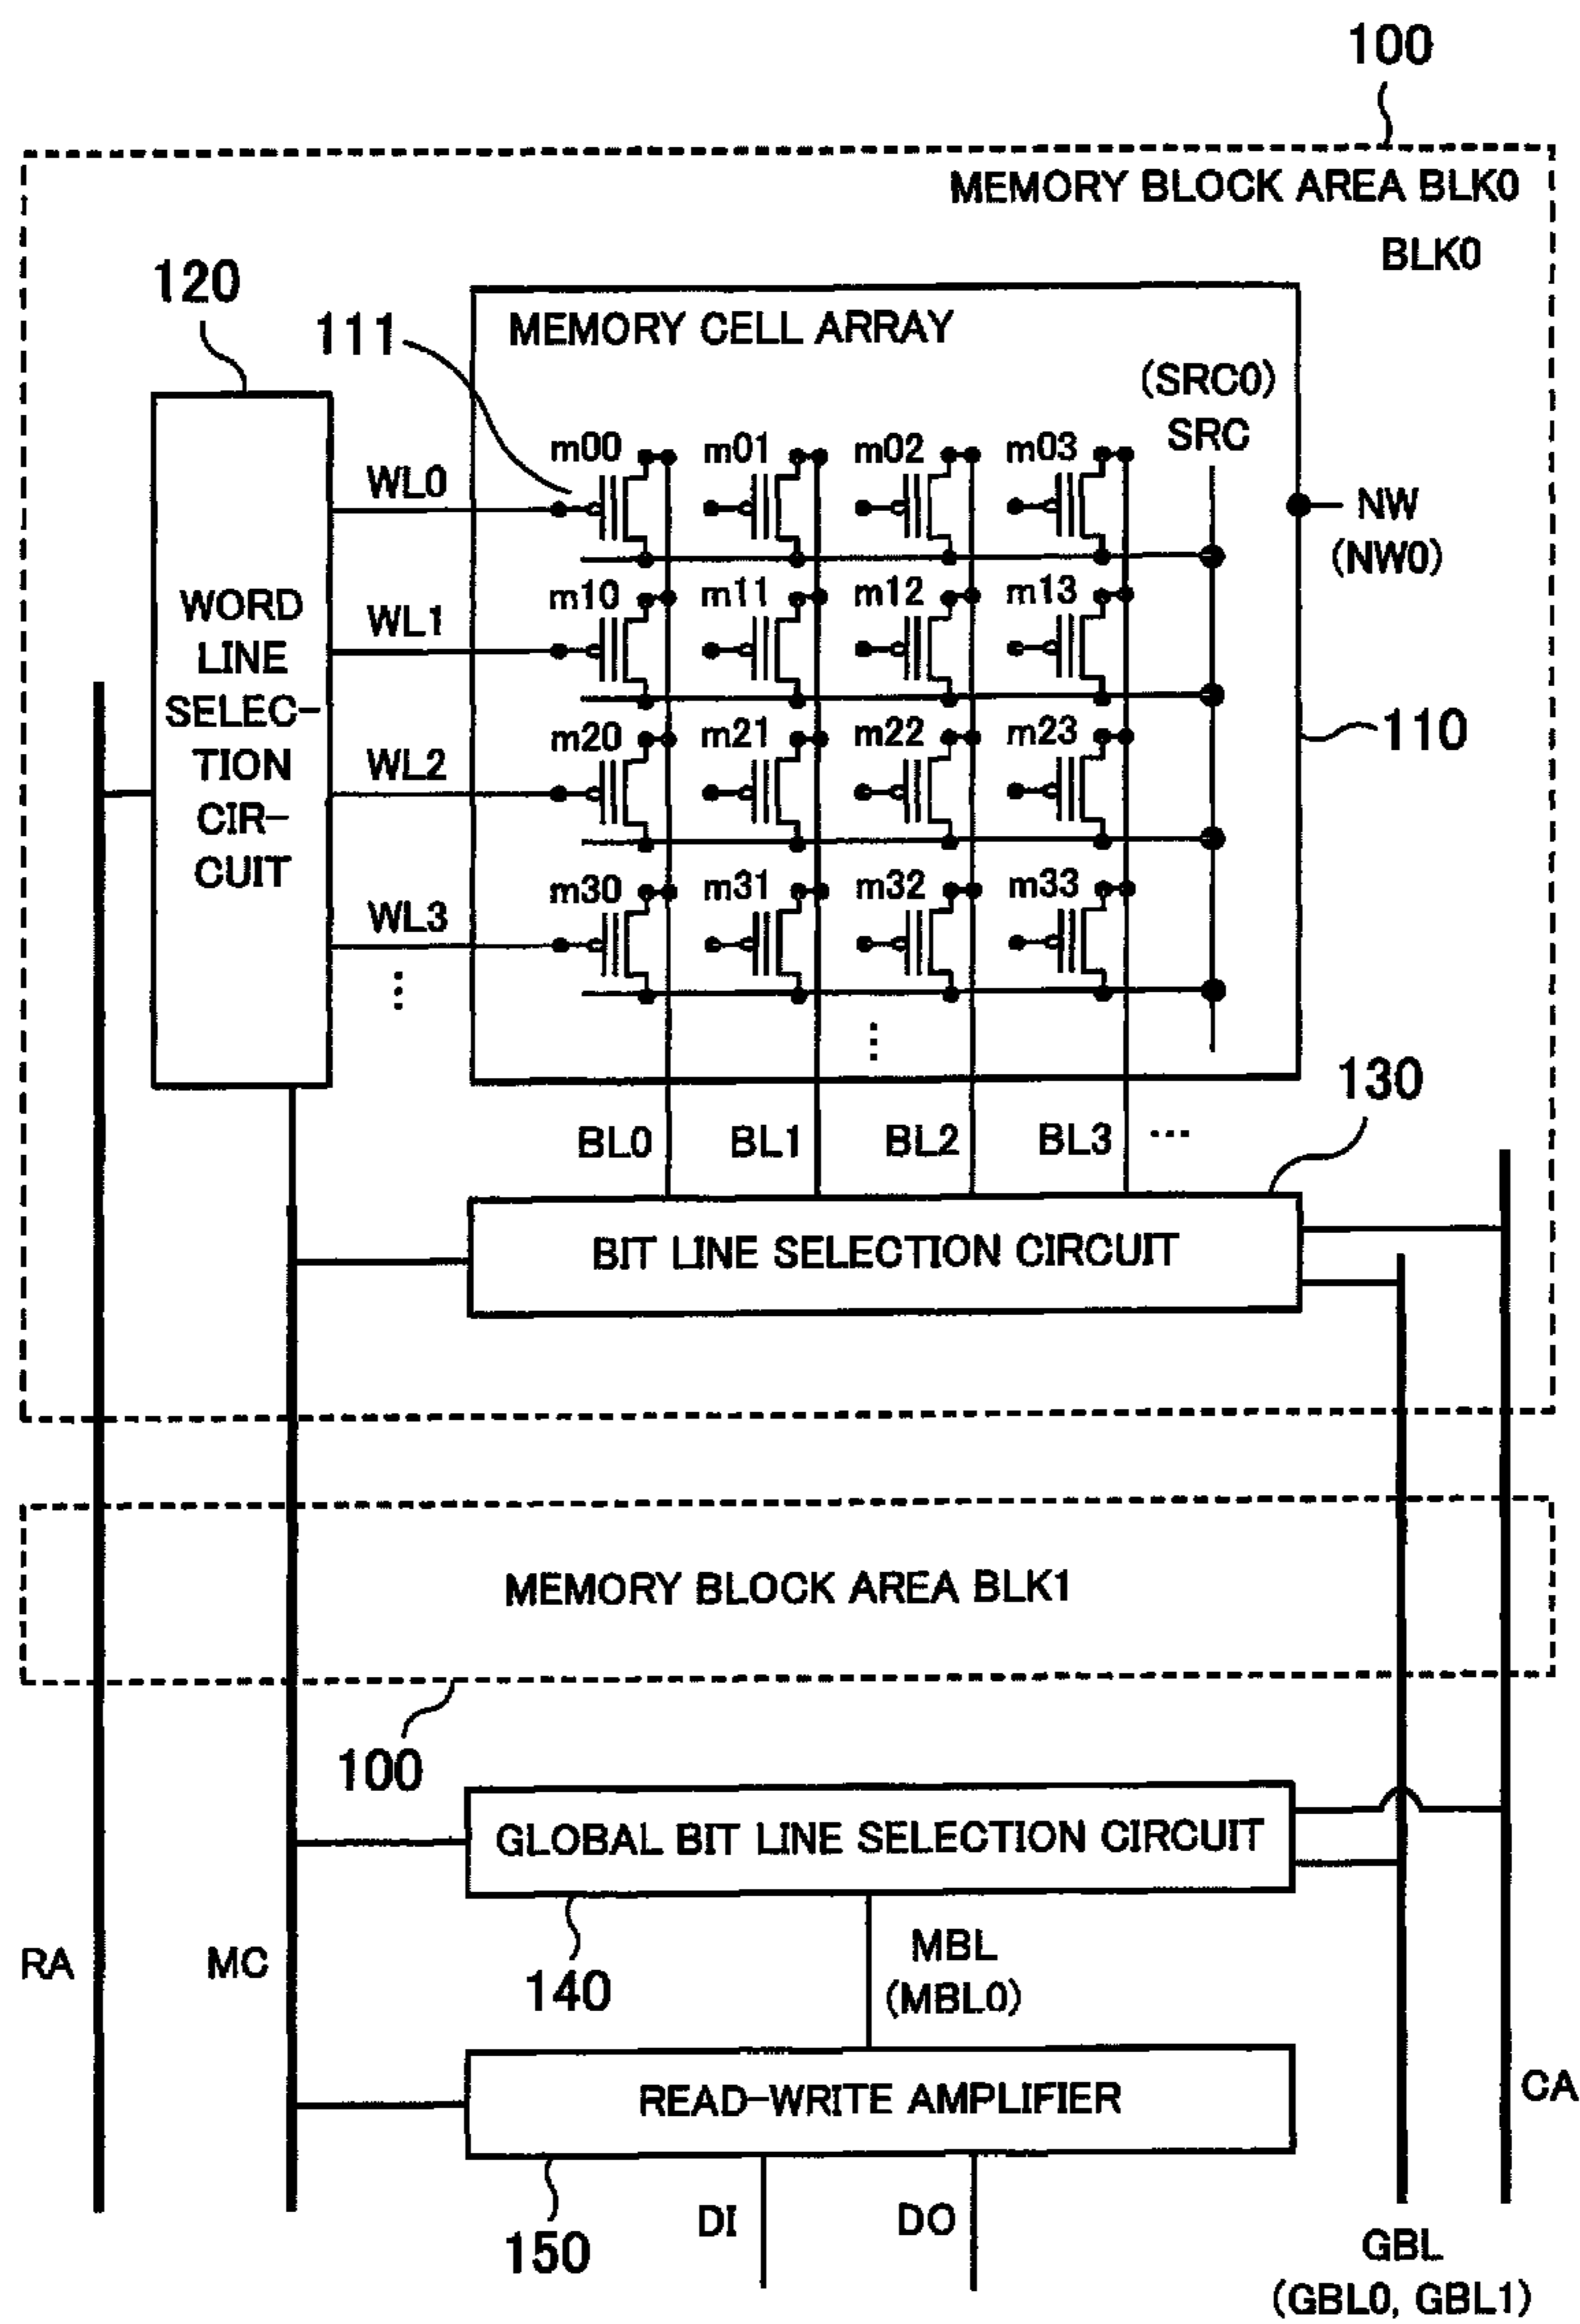 100
MEMORY BLOCK AREA BLK0
BLK0
120
111
MEMORY CELL ARRAY
(SRC0)
SRC
m00 m01 m02 m03
WL0
NW
(NW0)
WORD
LINE
SELEC-
TION
CIR-
CUIT
m10 m11 m12 m13
WL1
m20 m21 m22 m23
110
WL2
m30 m31 m32 m33
WL3
⋮
⋮
130
BL0 BL1 BL2 BL3 ...
BIT LINE SELECTION CIRCUIT
MEMORY BLOCK AREA BLK1
100
GLOBAL BIT LINE SELECTION CIRCUIT
RA
MC
140
MBL
(MBL0)
READ-WRITE AMPLIFIER
CA
150
DI
DO
GBL
(GBL0, GBL1)